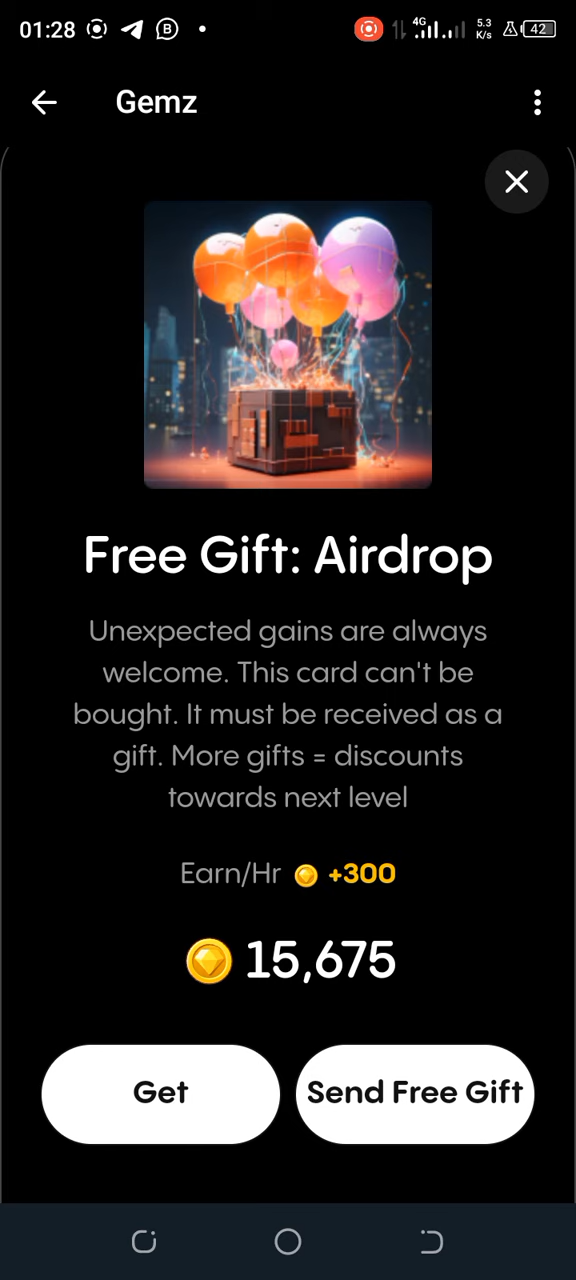 01:28 B 4G 5.3 K/s 42
Gemz
Free Gift: Airdrop
Unexpected gains are always
welcome. This card can't be
bought. It must be received as a
gift. More gifts = discounts
towards next level
Earn/Hr +300
15,675
Get Send Free Gift